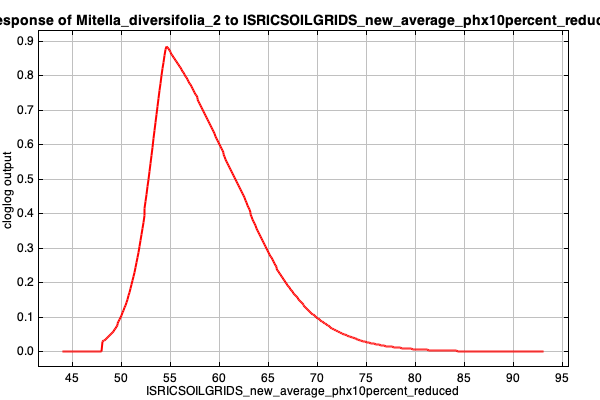 esponse of Mitella_diversifolia_2 to ISRICSOILGRIDS_new_average_phx10percent_reduc
0.9
0.8
0.7
0.6
0.5
0.4
0.3
0.2
0.1
0.0
cloglog output
45 50 55 60 65 70 75 80 85 90 95
ISRICSOILGRIDS_new_average_phx10percent_reduced